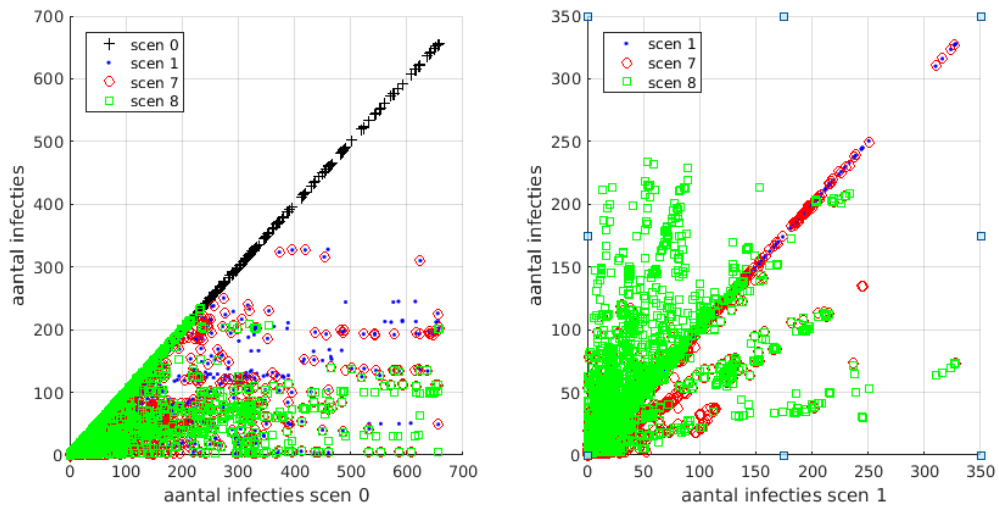 700
600
500
400
300
200
100
0
aantal infecties
scen 0
scen 1
scen 7
scen 8
0 100 200 300 400 500 600 700
aantal infecties scen 0
350
300
250
200
150
100
50
0
aantal infecties
scen 1
scen 7
scen 8
0 50 100 150 200 250 300 350
aantal infecties scen 1